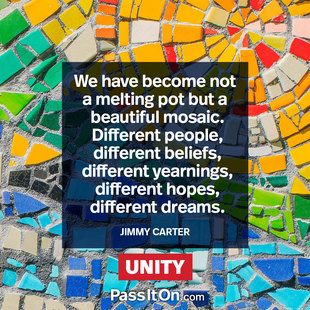 We have become not
a melting pot but a
beautiful mosaic.
Different people,
different beliefs,
different yearnings,
different hopes,
different dreams.
JIMMY CARTER
UNITY
PassItOn.com